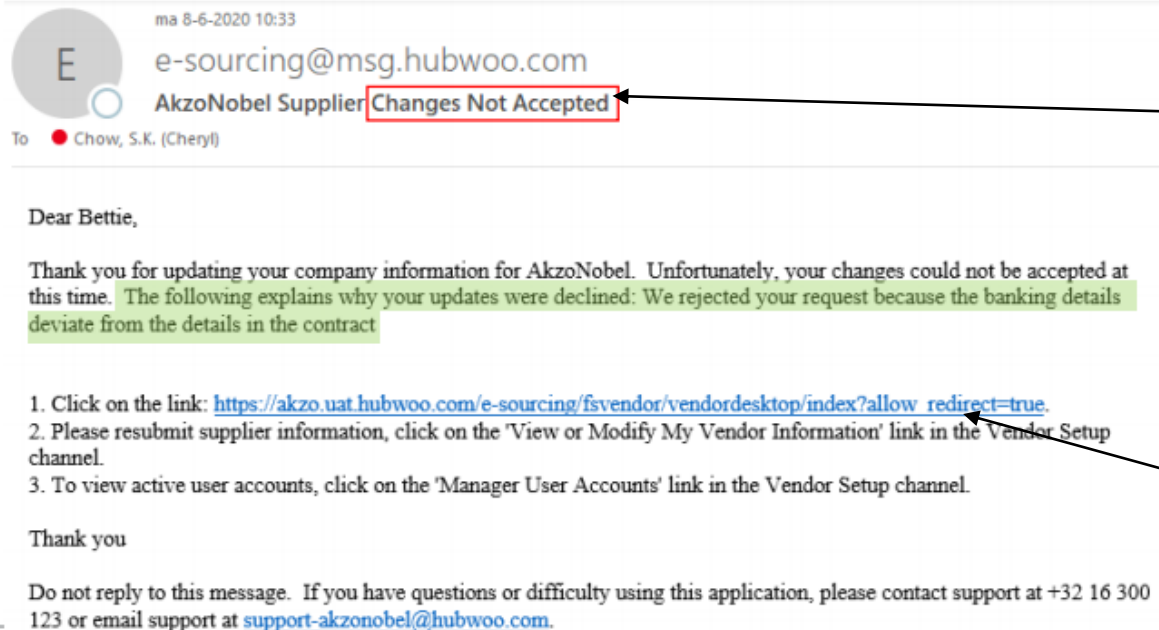 ma 8-6-2020 10:33
E
e-sourcing@msg.hubwoo.com
AkzoNobel Supplier Changes Not Accepted
To Chow, S.K. (Cheryl)
Dear Bettie,
Thank you for updating your company information for AkzoNobel. Unfortunately, your changes could not be accepted at
this time. The following explains why your updates were declined: We rejected your request because the banking details
deviate from the details in the contract
1. Click on the link: https://akzo.uat.hubwoo.com/e-sourcing/fsvendor/vendordesktop/index?allow_redirect=true.
2. Please resubmit supplier information, click on the 'View or Modify My Vendor Information' link in the Vendor Setup
channel.
3. To view active user accounts, click on the 'Manager User Accounts' link in the Vendor Setup channel.
Thank you
Do not reply to this message. If you have questions or difficulty using this application, please contact support at +32 16 300
123 or email support at support-akzonobel@hubwoo.com.